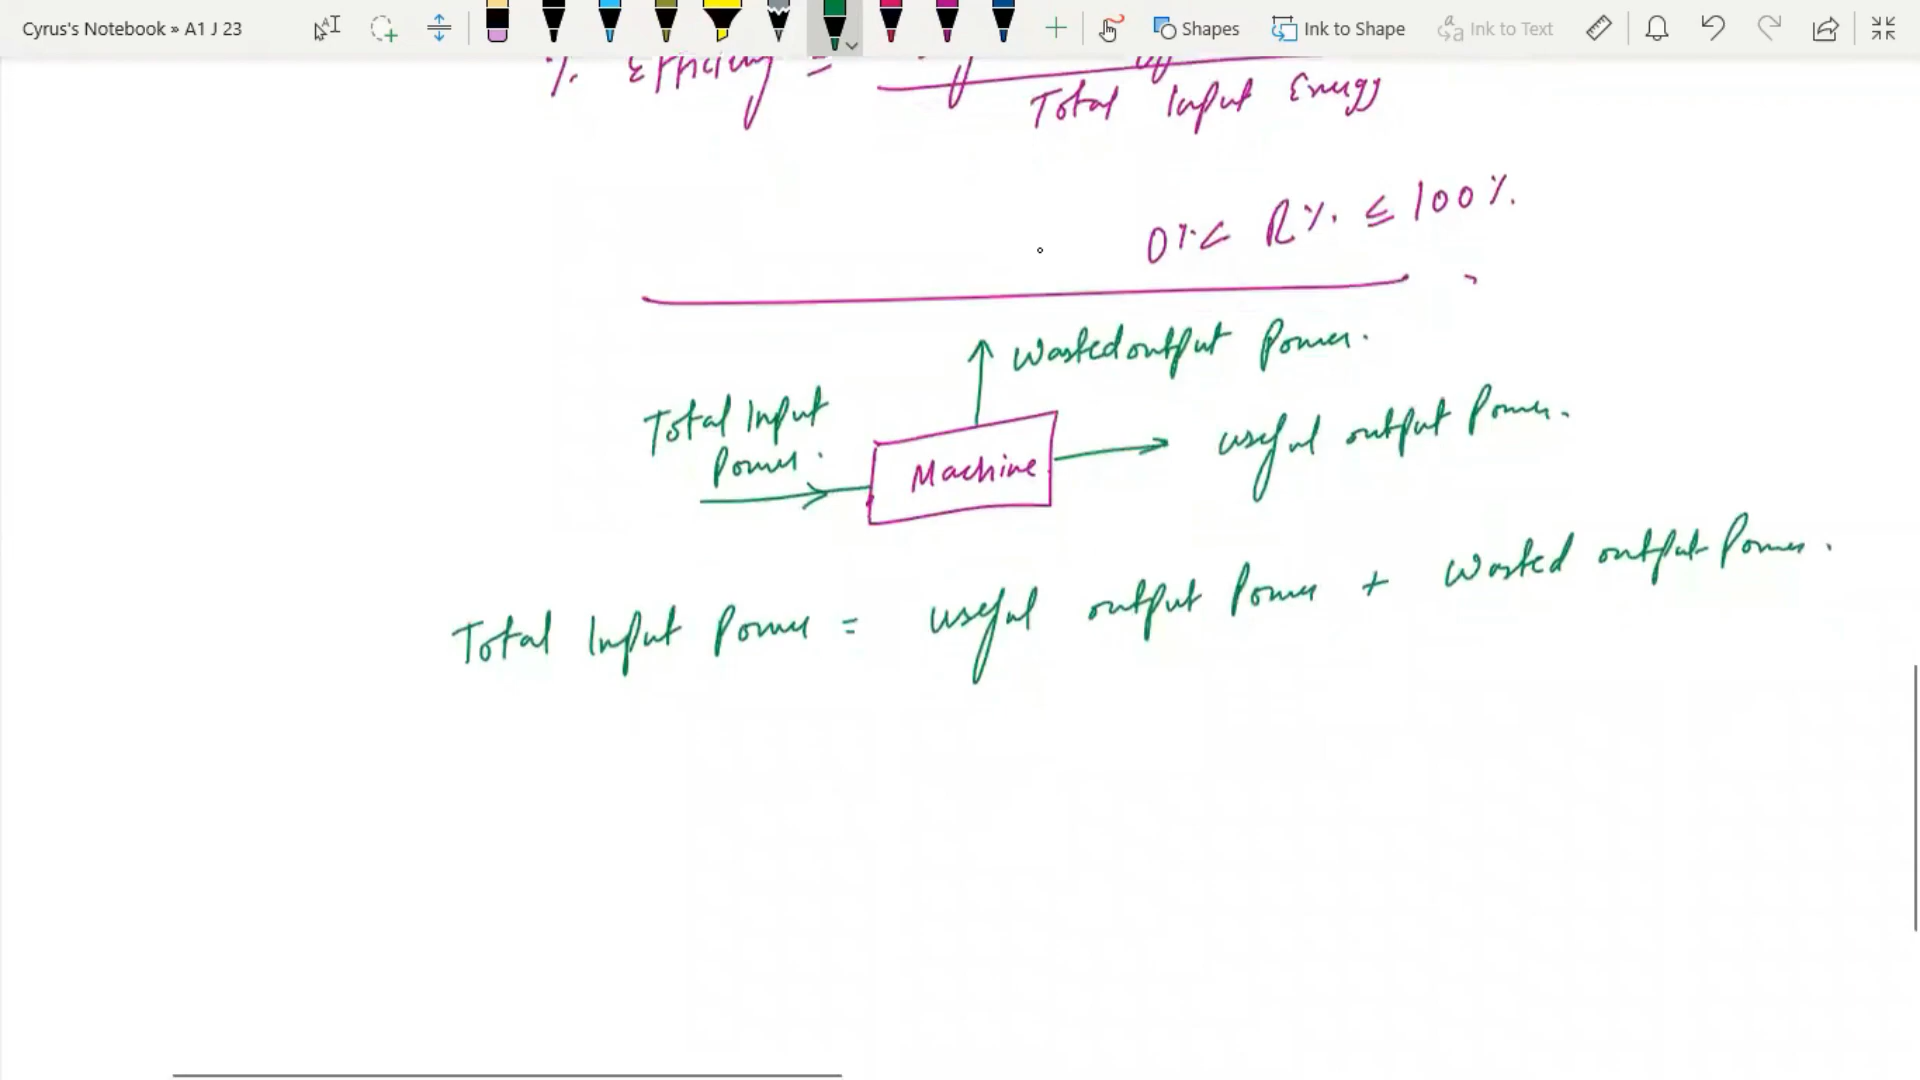 Cyrus's Notebook » A1 J 23
Shapes
Ink to Shape
Ink to Text
% Efficiency =
Total Input Energy
0% < R% ≤ 100%.
Wasted output Power.
Total Input
Power.
Machine
useful output Power.
Total Input Power = useful output Power + Wasted output Power.